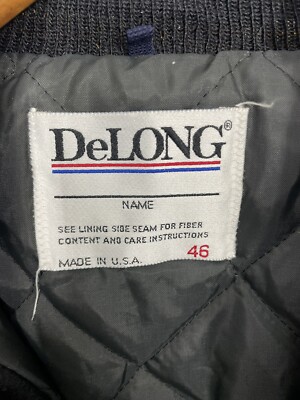 DeLONG®
NAME
SEE LINING SIDE SEAM FOR FIBER
CONTENT AND CARE INSTRUCTIONS
46
MADE IN U.S.A.